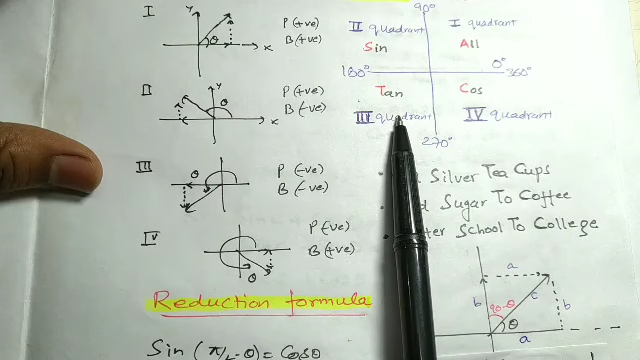 I
y
P (+ve)
B (+ve)
θ
x
II
y
P (+ve)
B (-ve)
θ
x
III
P (-ve)
B (-ve)
θ
IV
P (-ve)
B (+ve)
θ
90°
II quadrant
I quadrant
Sin
All
180°
0°
360°
Tan
Cos
III quadrant
IV quadrant
270°
Silver Tea Cups
Sugar To Coffee
School To College
Reduction formula
a
b
c
b
90-θ
θ
a
Sin (π/2-θ) = Cosθ